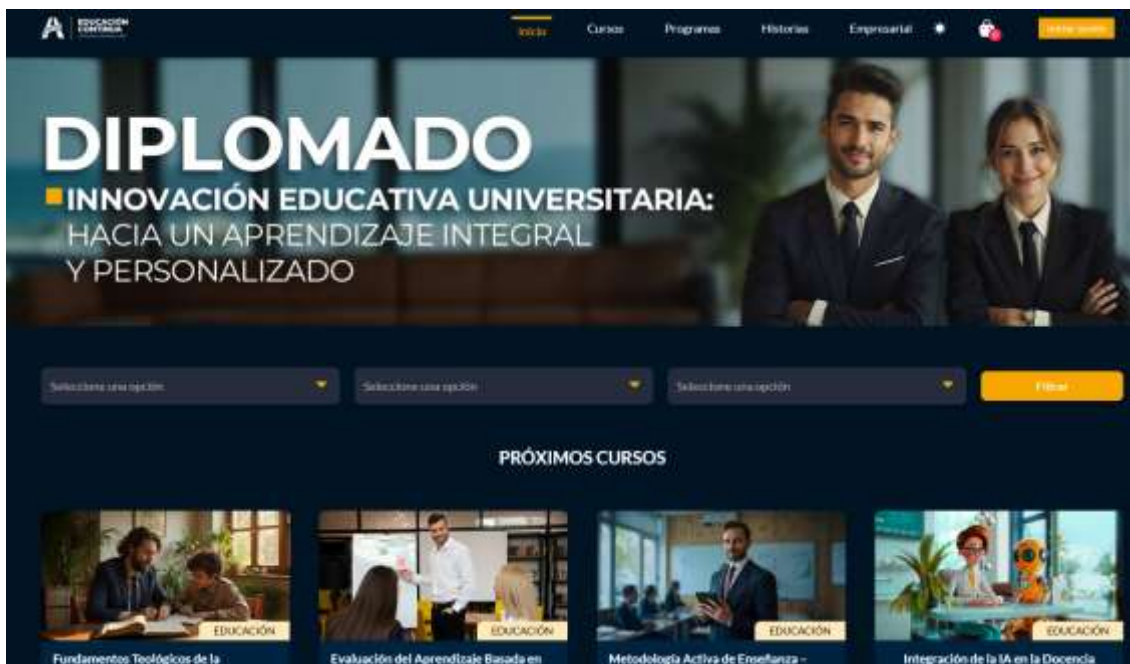 EDUCACIÓN
CONTINUA
Inicio
Cursos
Programas
Historias
Empresarial
DIPLOMADO
INNOVACIÓN EDUCATIVA UNIVERSITARIA:
HACIA UN APRENDIZAJE INTEGRAL
Y PERSONALIZADO
Seleccione una opción
Seleccione una opción
Seleccione una opción
Filtrar
PRÓXIMOS CURSOS
EDUCACIÓN
EDUCACIÓN
EDUCACIÓN
EDUCACIÓN
Fundamentos Teológicos de la
Evaluación del Aprendizaje Basada en
Metodología Activa de Enseñanza –
Integración de la IA en la Docencia